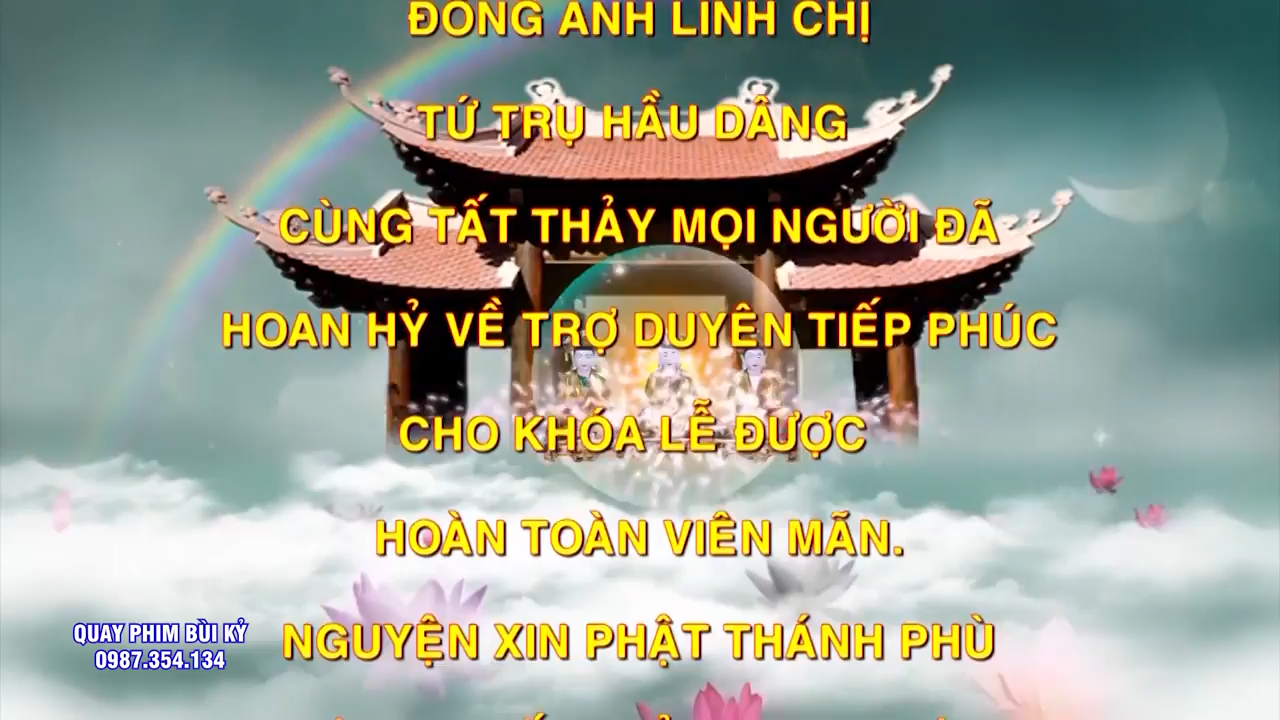 ĐỒNG ANH LINH CHỊ
TỨ TRỤ HẦU DÂNG
CÙNG TẤT THẢY MỌI NGƯỜI ĐÃ
HOAN HỶ VỀ TRỢ DUYÊN TIẾP PHÚC
CHO KHÓA LỄ ĐƯỢC
HOÀN TOÀN VIÊN MÃN.
NGUYỆN XIN PHẬT THÁNH PHÙ
QUAY PHIM BÙI KỶ
0987.354.134